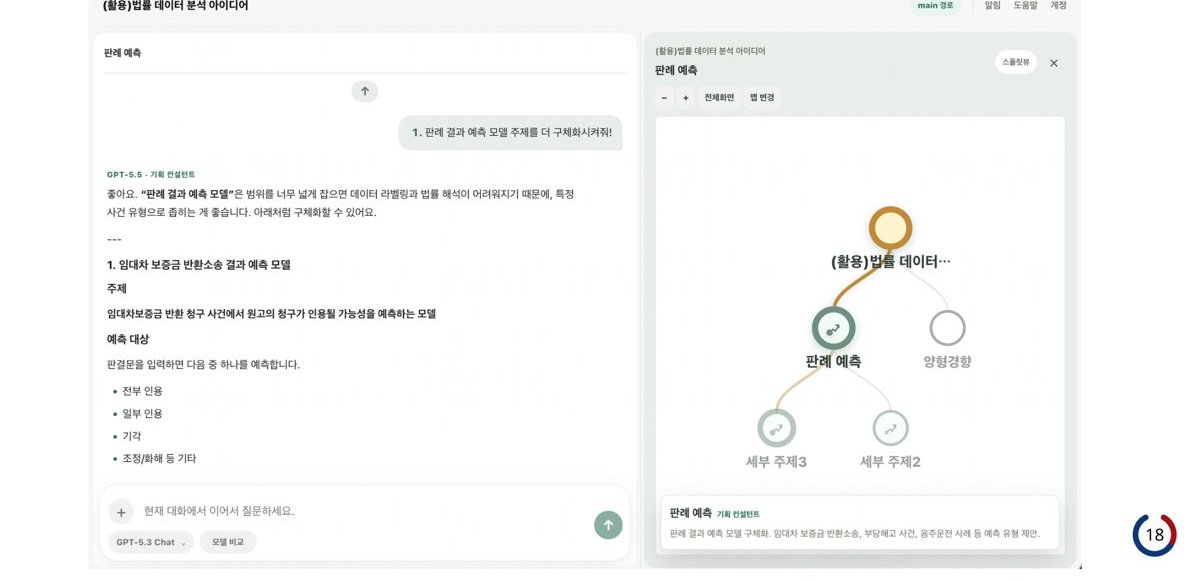 (활용)법률 데이터 분석 아이디어
main 경로
알림
도움말
계정
판례 예측
↑
1. 판례 결과 예측 모델 주제를 더 구체화시켜줘!
GPT-5.5 · 기획 컨설턴트
좋아요. “판례 결과 예측 모델”은 범위를 너무 넓게 잡으면 데이터 라벨링과 법률 해석이 어려워지기 때문에, 특정
사건 유형으로 좁히는 게 좋습니다. 아래처럼 구체화할 수 있어요.
---
1. 임대차 보증금 반환소송 결과 예측 모델
주제
임대차보증금 반환 청구 사건에서 원고의 청구가 인용될 가능성을 예측하는 모델
예측 대상
판결문을 입력하면 다음 중 하나를 예측합니다.
• 전부 인용
• 일부 인용
• 기각
• 조정/화해 등 기타
+ 현재 대화에서 이어서 질문하세요.
GPT-5.3 Chat
모델 비교
↑
(활용)법률 데이터 분석 아이디어
판례 예측
스플릿뷰
×
−
+
전체화면
맵 변경
(활용)법률 데이터…
판례 예측
양형경향
세부 주제3
세부 주제2
판례 예측 기획 컨설턴트
판례 결과 예측 모델 구체화. 임대차 보증금 반환소송, 부당해고 사건, 음주운전 사례 등 예측 유형 제안.
18